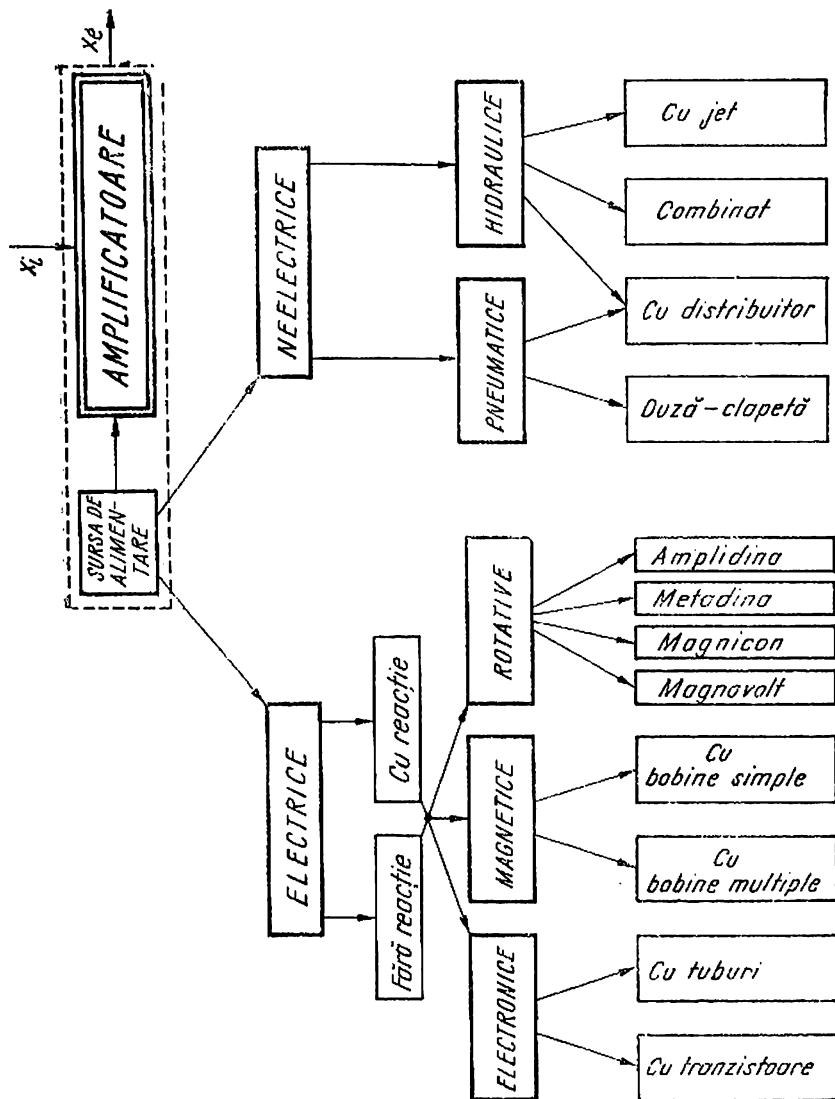 xe
xi
AMPLIFICATOARE
SURSA DE
ALIMEN-
TARE
NEELECTRICE
ELECTRICE
HIDRAULICE
PNEUMATICE
Cu jet
Combinat
Cu distribuitor
Duză-clapetă
Cu reacție
Fără reacție
ROTATIVE
MAGNETICE
ELECTRONICE
Amplidina
Metadina
Magnicon
Magnavolt
Cu
bobine simple
Cu
bobine multiple
Cu tuburi
Cu tranzistoare